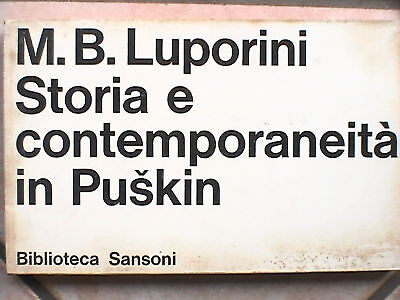 M.B. Luporini
Storia e
contemporaneità
in Puškin
Biblioteca Sansoni